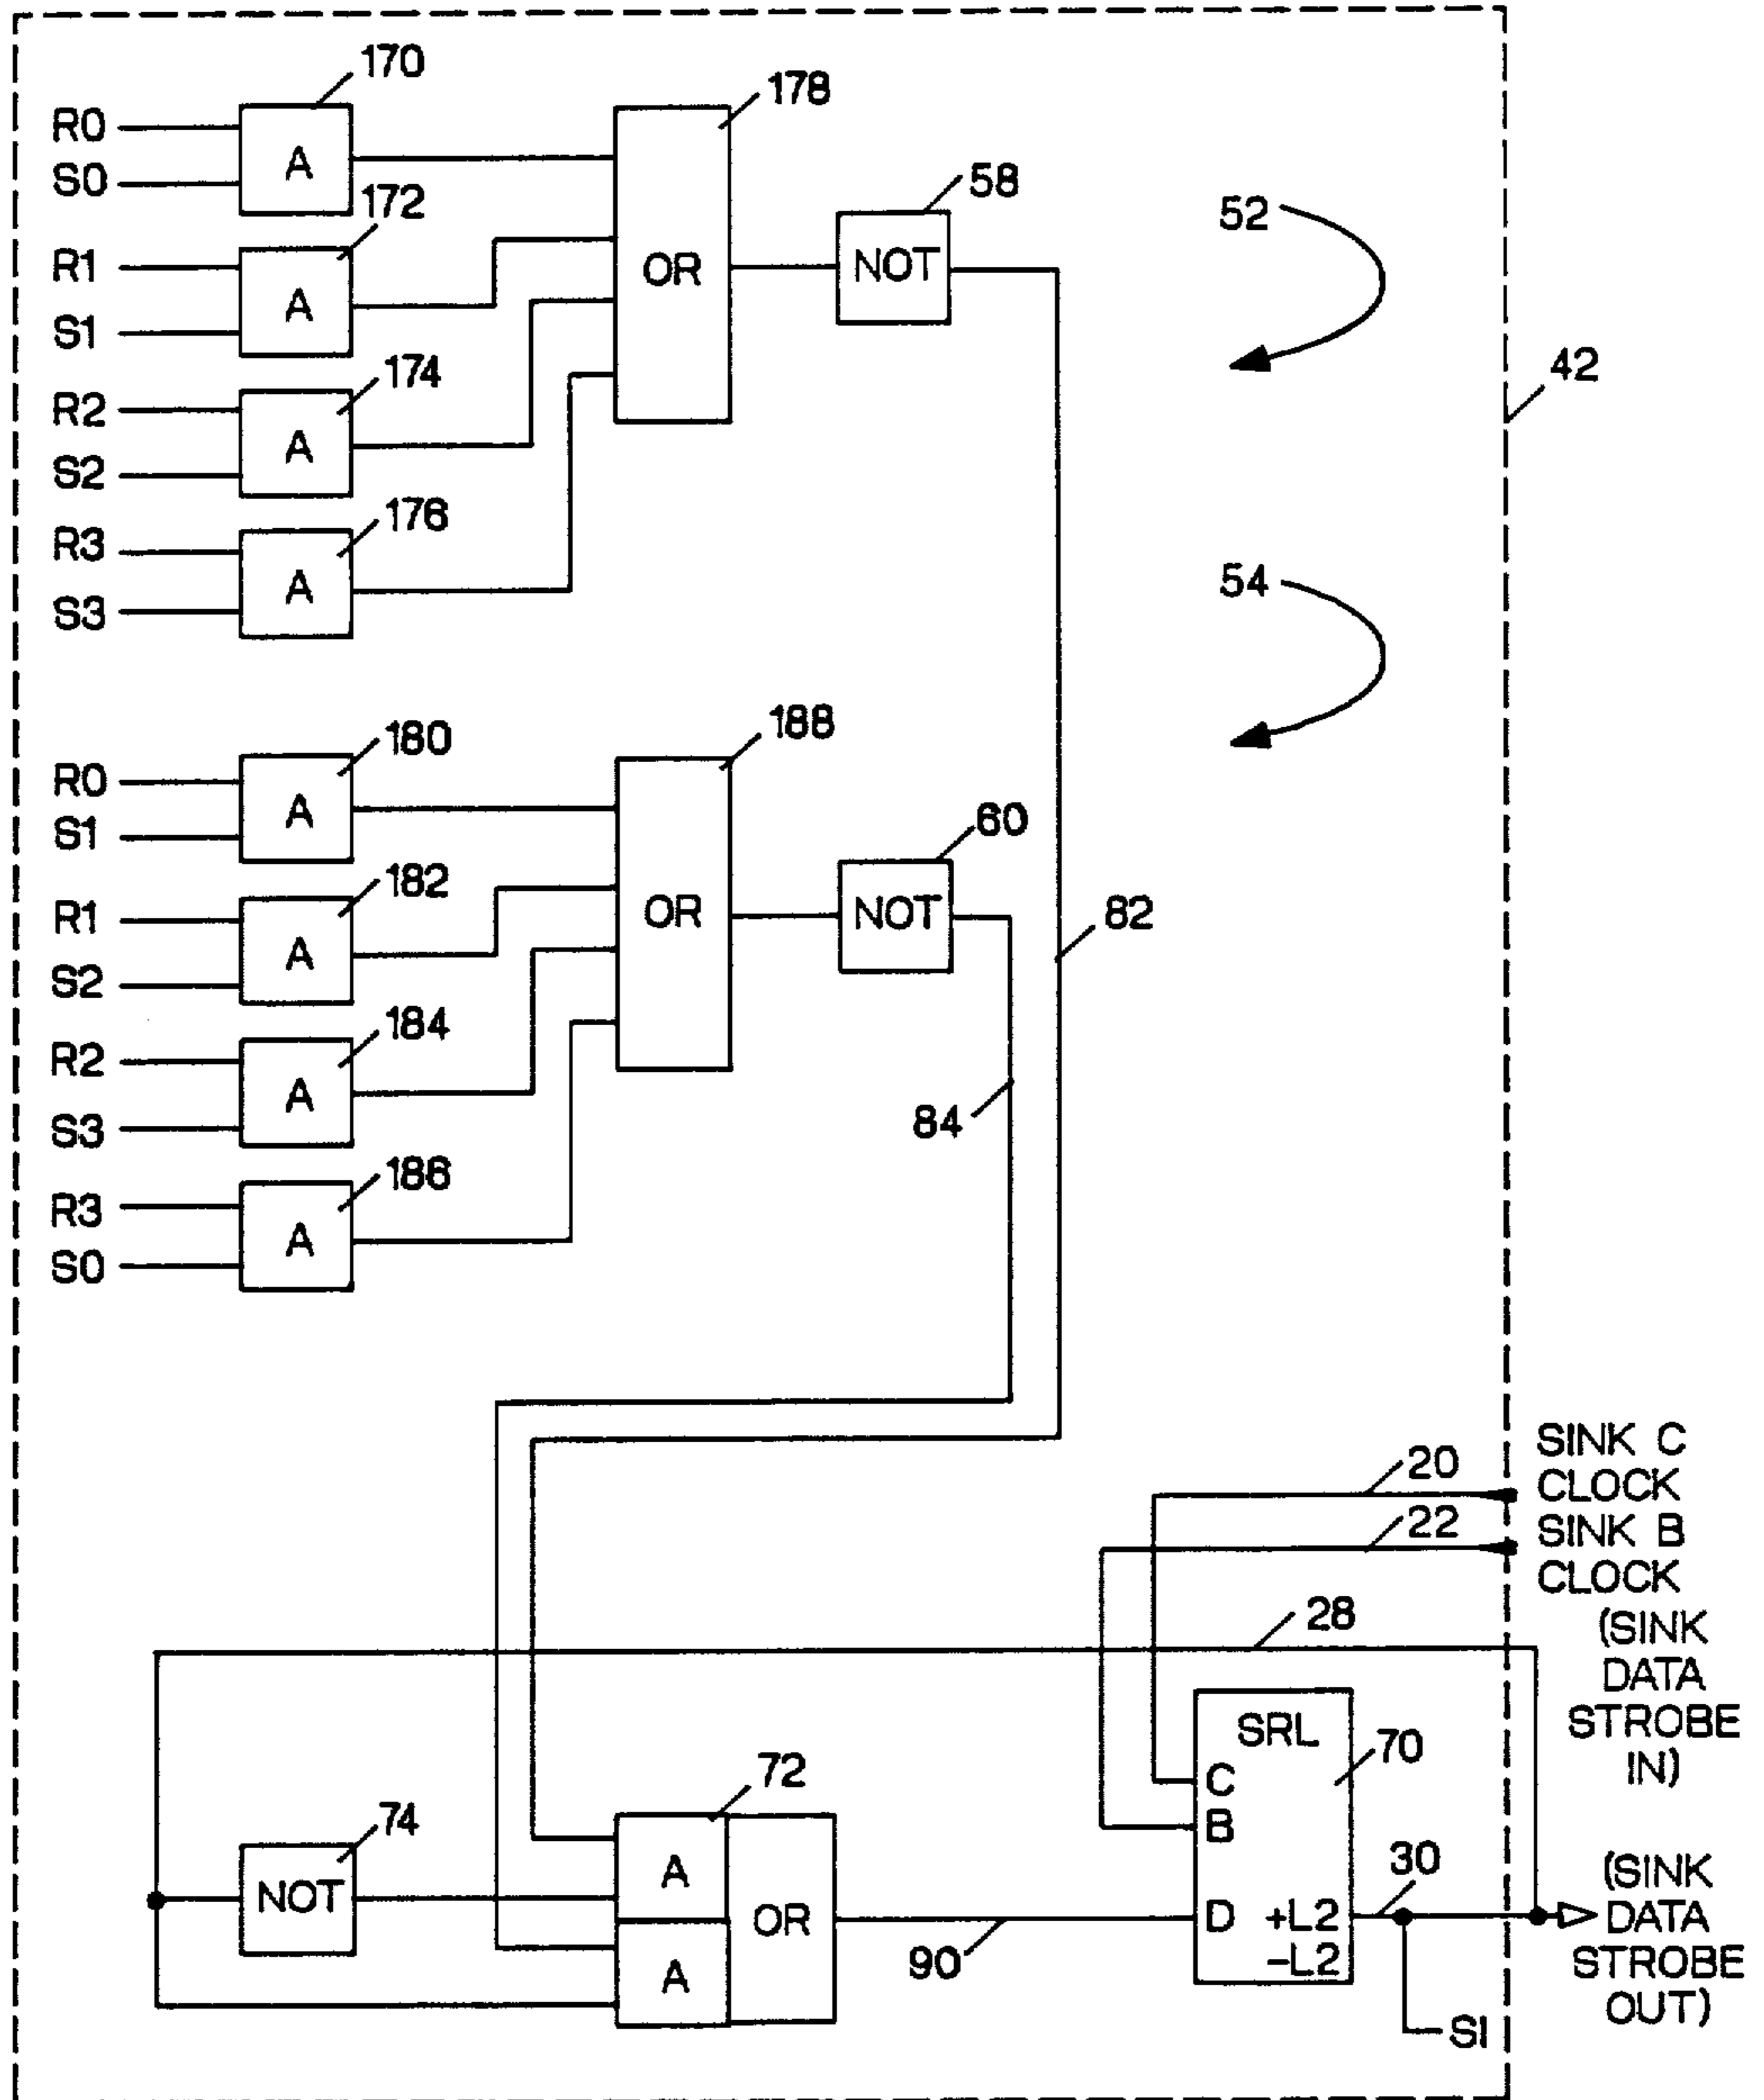 170
178
R0
A
S0
172
58
52
R1
A
S1
OR
NOT
42
174
R2
A
S2
176
R3
A
S3
54
180
188
R0
A
S1
60
182
R1
A
S2
OR
NOT
82
184
R2
A
S3
84
186
R3
A
S0
20
SINK C
CLOCK
22
SINK B
CLOCK
28
(SINK
DATA
STROBE
IN)
SRL
70
C
B
72
74
NOT
A
OR
A
90
D
+L2
-L2
30
(SINK
DATA
STROBE
OUT)
SI